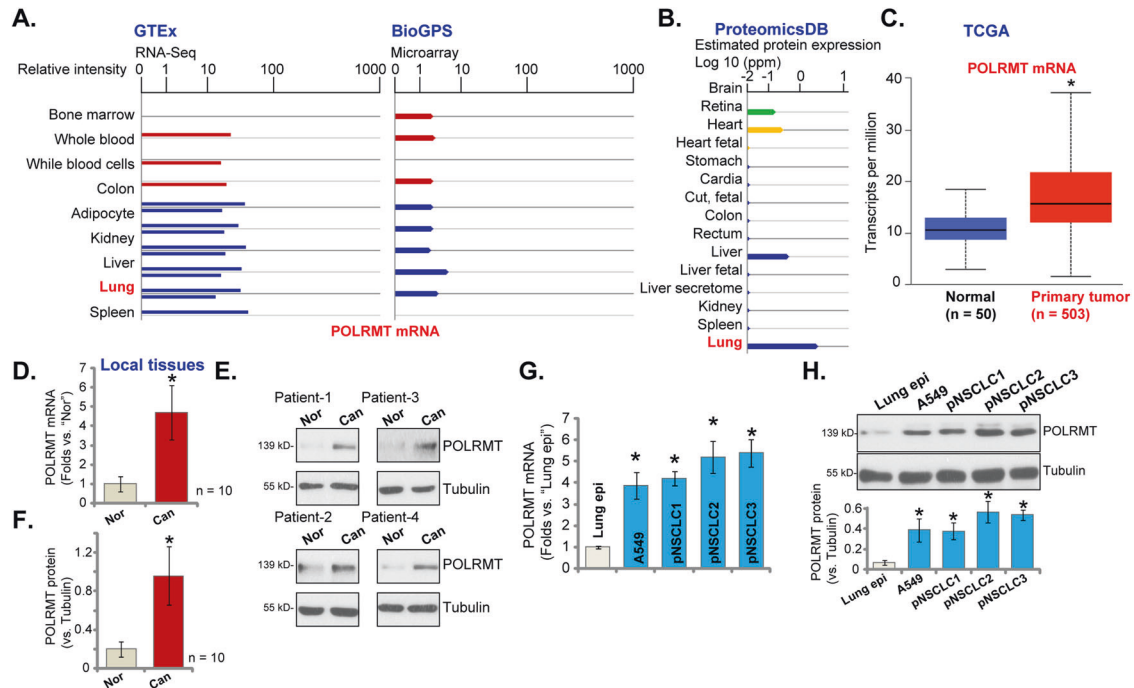 A.
GTEx
BioGPS
RNA-Seq
Microarray
Relative intensity
0 1 10 100 1000
0 1 10 100 1000
Bone marrow
Whole blood
While blood cells
Colon
Adipocyte
Kidney
Liver
Lung
Spleen
POLRMT mRNA
B.
ProteomicsDB
Estimated protein expression
Log 10 (ppm)
-2 -1 0 1
Brain
Retina
Heart
Heart fetal
Stomach
Cardia
Cut, fetal
Colon
Rectum
Liver
Liver fetal
Liver secretome
Kidney
Spleen
Lung
C.
TCGA
POLRMT mRNA
Transcripts per million
40
30
20
10
0
*
Normal
(n = 50)
Primary tumor
(n = 503)
D.
Local tissues
POLRMT mRNA
(Folds vs. “Nor”)
7
6
5
4
3
2
1
0
*
Nor
Can
n = 10
E.
Patient-1
Patient-3
Nor Can Nor Can
139 kD-
POLRMT
55 kD-
Tubulin
Patient-2
Patient-4
Nor Can Nor Can
139 kD-
POLRMT
55 kD-
Tubulin
F.
POLRMT protein
(vs. Tubulin)
1.2
0.8
0.4
0
*
Nor
Can
n = 10
G.
POLRMT mRNA
(Folds vs. “Lung epi”)
7
6
5
4
3
2
1
0
* * * *
Lung epi
A549
pNSCLC1
pNSCLC2
pNSCLC3
H.
Lung epi
A549
pNSCLC1
pNSCLC2
pNSCLC3
139 kD-
POLRMT
55 kD-
Tubulin
POLRMT protein
(vs. Tubulin)
0.6
0.4
0.2
0
* * * *
Lung epi
A549
pNSCLC1
pNSCLC2
pNSCLC3